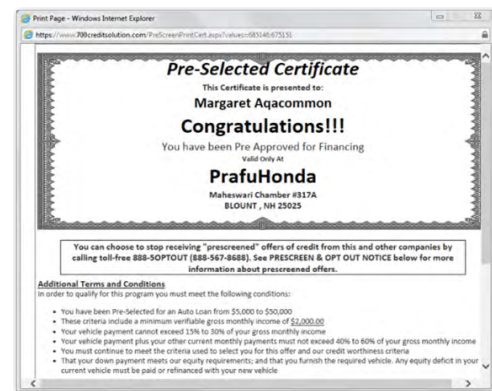 Print Page - Windows Internet Explorer
https://www.700creditsolution.com/PreScreenPrintCert.aspx?values=685146:675151
Pre-Selected Certificate
This Certificate is presented to:
Margaret Aqacommon
Congratulations!!!
You have been Pre Approved for Financing
Valid Only At
PrafuHonda
Maheswari Chamber #317A
BLOUNT , NH 25025
You can choose to stop receiving "prescreened" offers of credit from this and other companies by
calling toll-free 888-5OPTOUT (888-567-8688). See PRESCREEN & OPT OUT NOTICE below for more
information about prescreened offers.
Additional Terms and Conditions
In order to qualify for this program you must meet the following conditions:
• You have been Pre-Selected for an Auto Loan from $5,000 to $50,000
• These criteria include a minimum verifiable gross monthly income of $2,000.00
• Your vehicle payment cannot exceed 15% to 30% of your gross monthly income
• Your vehicle payment plus your other current monthly payments must not exceed 40% to 60% of your gross monthly income
• You must continue to meet the criteria used to select you for this offer and our credit worthiness criteria
• That your down payment meets our equity requirements; and that you furnish the required vehicle. Any equity deficit in your
current vehicle must be paid or refinanced with your new vehicle